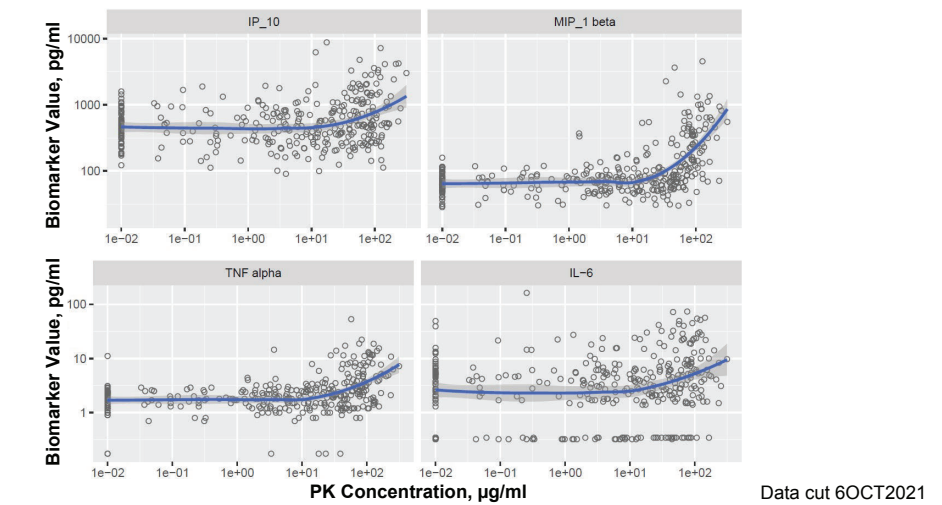 IP_10
MIP_1 beta
Biomarker Value, pg/ml
10000
1000
100
1e−02 1e−01 1e+00 1e+01 1e+02
1e−02 1e−01 1e+00 1e+01 1e+02
TNF alpha
IL−6
Biomarker Value, pg/ml
100
10
1
1e−02 1e−01 1e+00 1e+01 1e+02
1e−02 1e−01 1e+00 1e+01 1e+02
PK Concentration, µg/ml
Data cut 6OCT2021